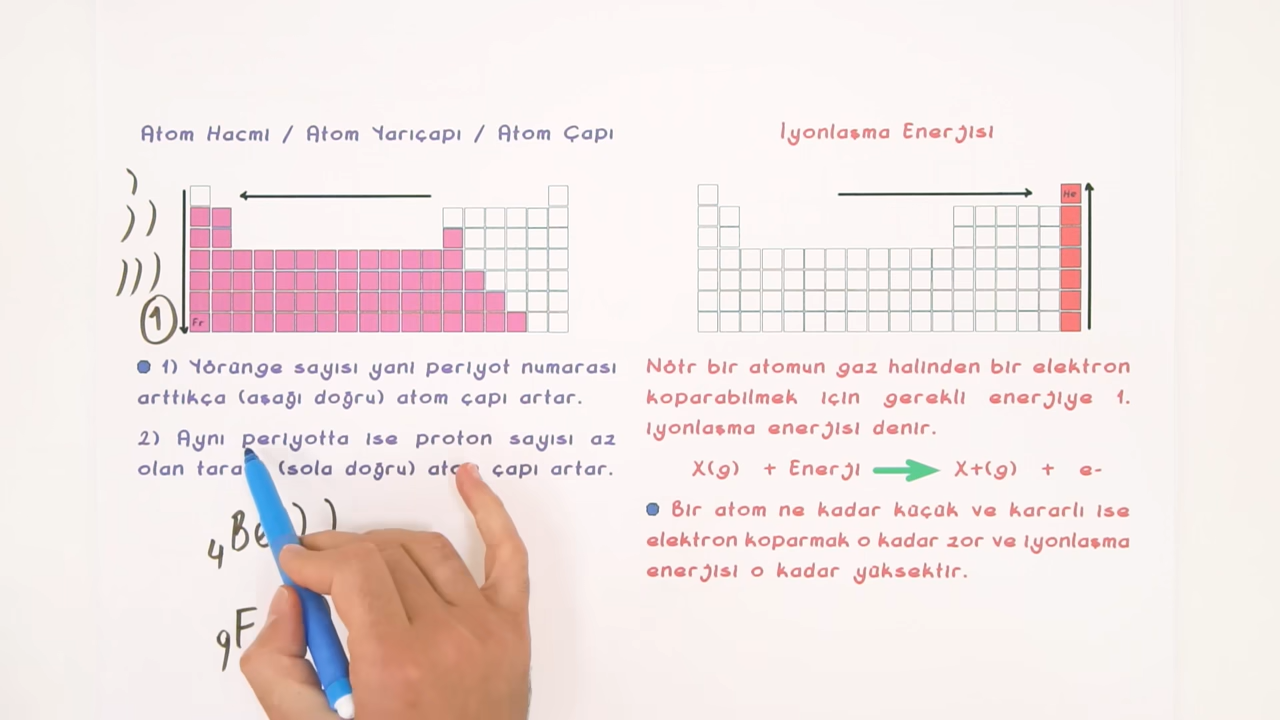 Atom Hacmi / Atom Yarıçapı / Atom Çapı
)
) )
) ) )
1
Fr
1) Yörünge sayısı yani periyot numarası
arttıkça (aşağı doğru) atom çapı artar.
2) Aynı periyotta ise proton sayısı az
olan (sola doğru) çapı artar.
4Be ) )
9F
İyonlaşma Enerjisi
He
Nötr bir atomun gaz halinden bir elektron
koparabilmek için gerekli enerjiye 1.
iyonlaşma enerjisi denir.
X(g) + Enerji → X+(g) + e-
Bir atom ne kadar küçük ve kararlı ise
elektron koparmak o kadar zor ve iyonlaşma
enerjisi o kadar yüksektir.